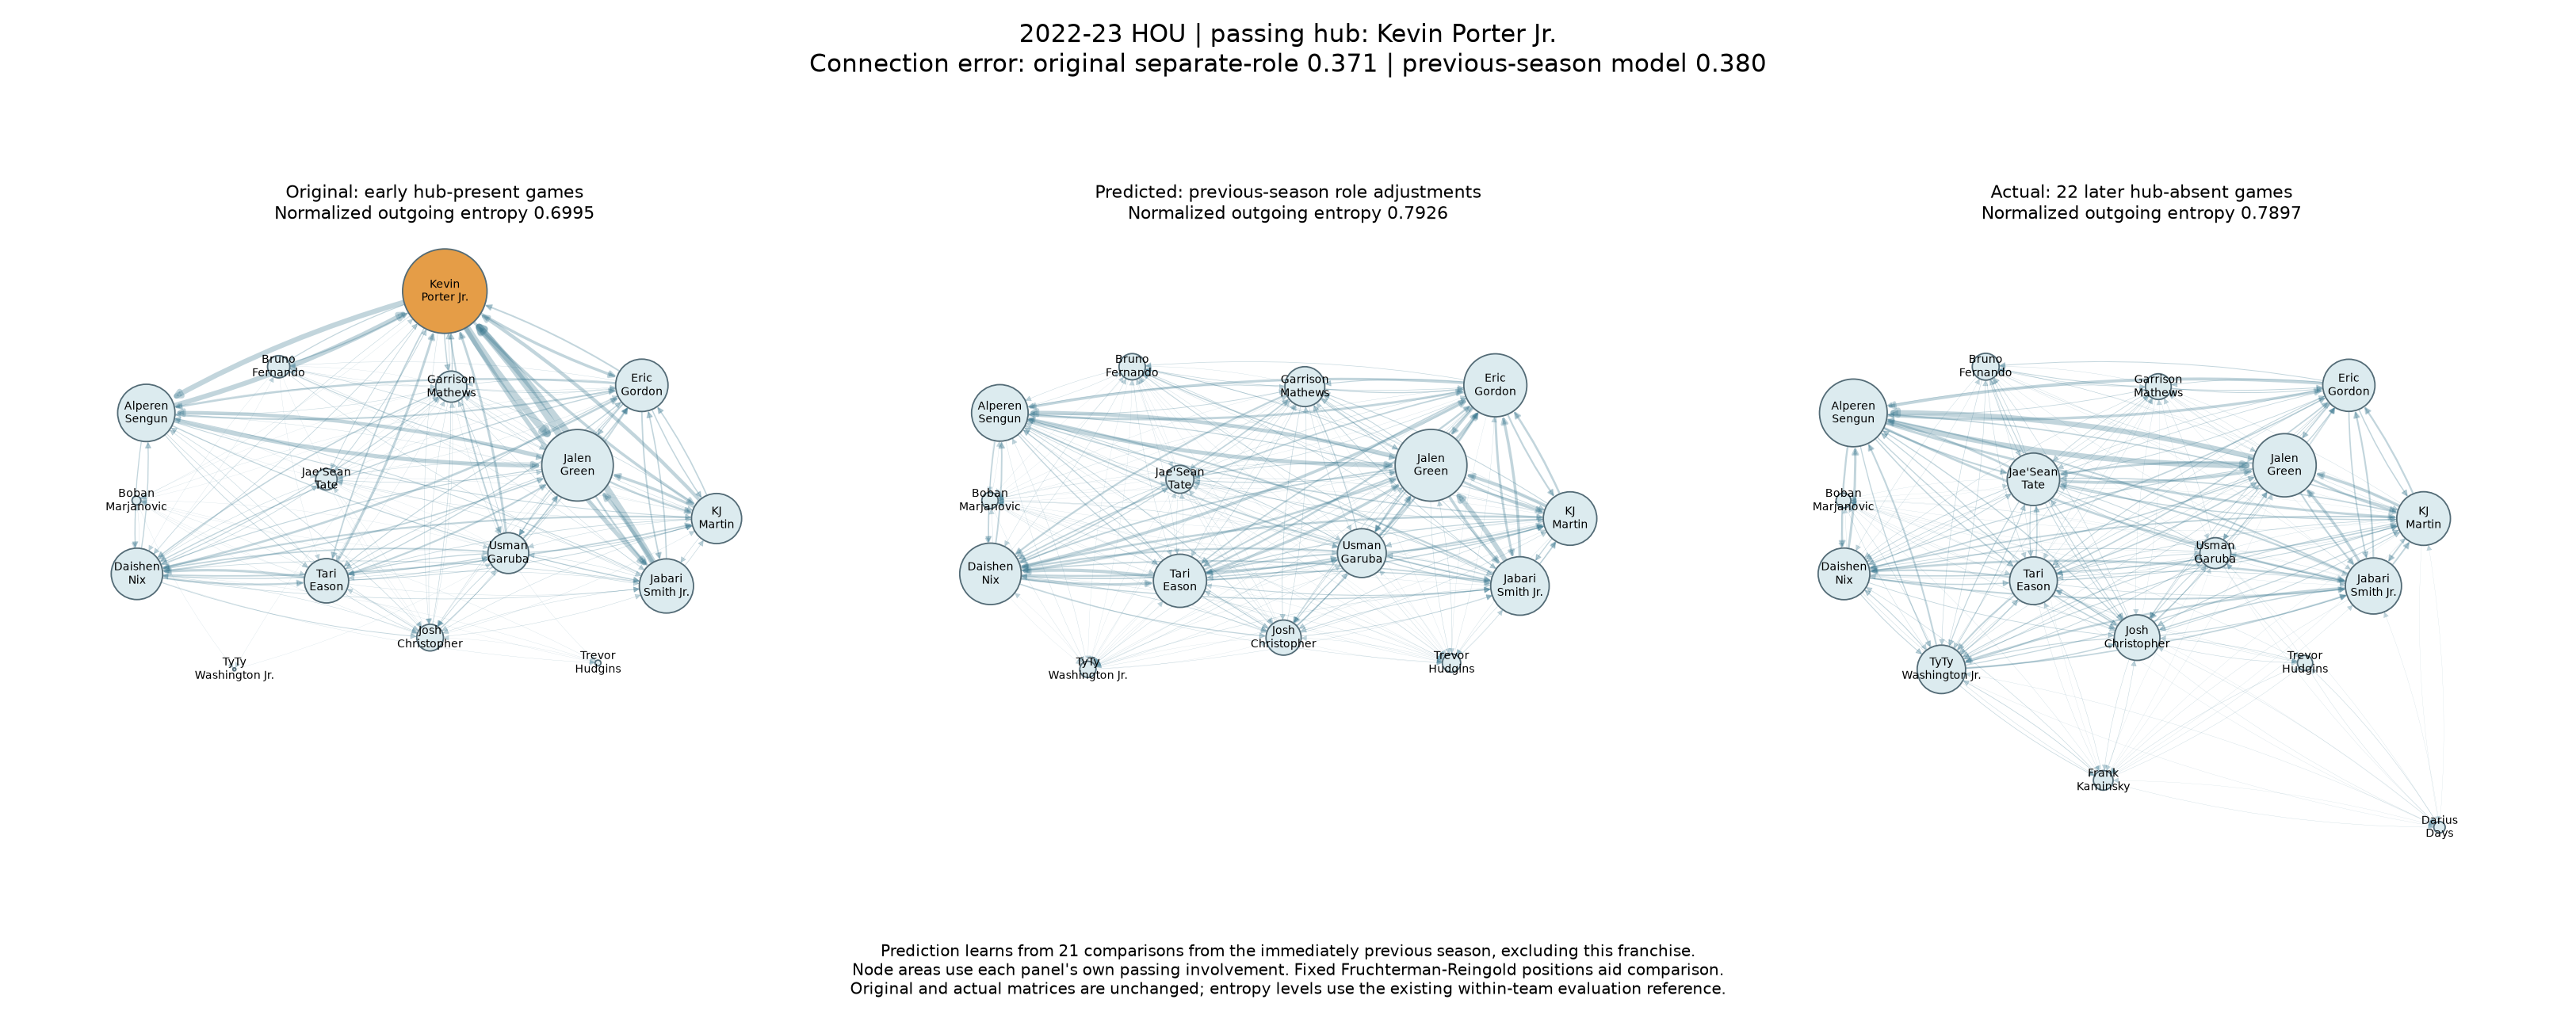 2022-23 HOU | passing hub: Kevin Porter Jr.
Connection error: original separate-role 0.371 | previous-season model 0.380
Original: early hub-present games
Normalized outgoing entropy 0.6995
Kevin
Porter Jr.
Bruno
Fernando
Garrison
Mathews
Eric
Gordon
Alperen
Sengun
Jalen
Green
Jae'Sean
Tate
Boban
Marjanovic
KJ
Martin
Usman
Garuba
Daishen
Nix
Tari
Eason
Jabari
Smith Jr.
Josh
Christopher
TyTy
Washington Jr.
Trevor
Hudgins
Predicted: previous-season role adjustments
Normalized outgoing entropy 0.7926
Bruno
Fernando
Garrison
Mathews
Eric
Gordon
Alperen
Sengun
Jalen
Green
Jae'Sean
Tate
Boban
Marjanovic
KJ
Martin
Usman
Garuba
Daishen
Nix
Tari
Eason
Jabari
Smith Jr.
Josh
Christopher
TyTy
Washington Jr.
Trevor
Hudgins
Actual: 22 later hub-absent games
Normalized outgoing entropy 0.7897
Bruno
Fernando
Garrison
Mathews
Eric
Gordon
Alperen
Sengun
Jalen
Green
Jae'Sean
Tate
Boban
Marjanovic
KJ
Martin
Usman
Garuba
Daishen
Nix
Tari
Eason
Jabari
Smith Jr.
Josh
Christopher
TyTy
Washington Jr.
Trevor
Hudgins
Frank
Kaminsky
Darius
Days
Prediction learns from 21 comparisons from the immediately previous season, excluding this franchise.
Node areas use each panel's own passing involvement. Fixed Fruchterman-Reingold positions aid comparison.
Original and actual matrices are unchanged; entropy levels use the existing within-team evaluation reference.